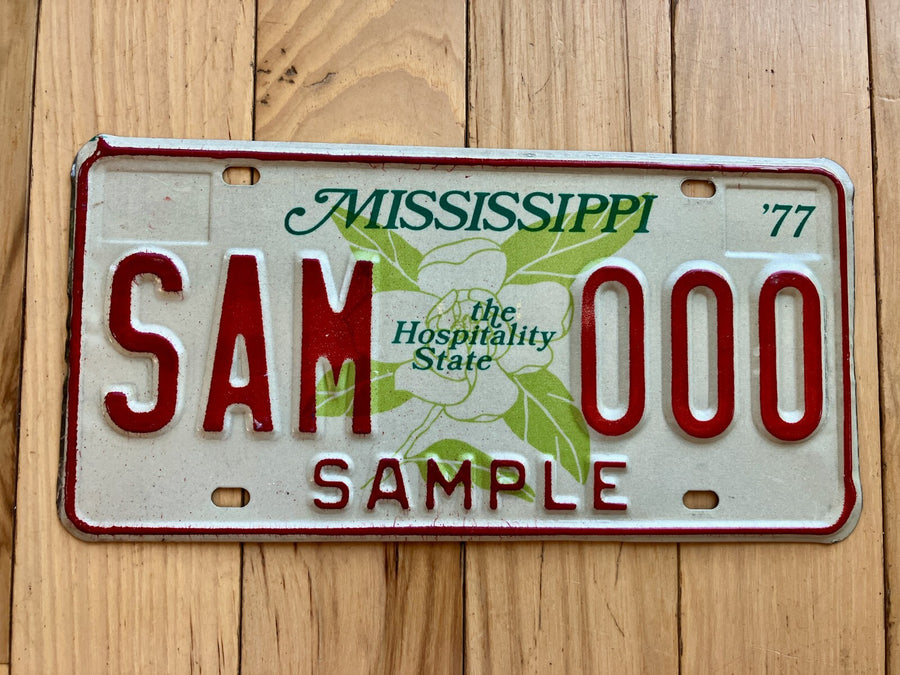 MISSISSIPPI '77
SAM 000
the
Hospitality
State
SAMPLE